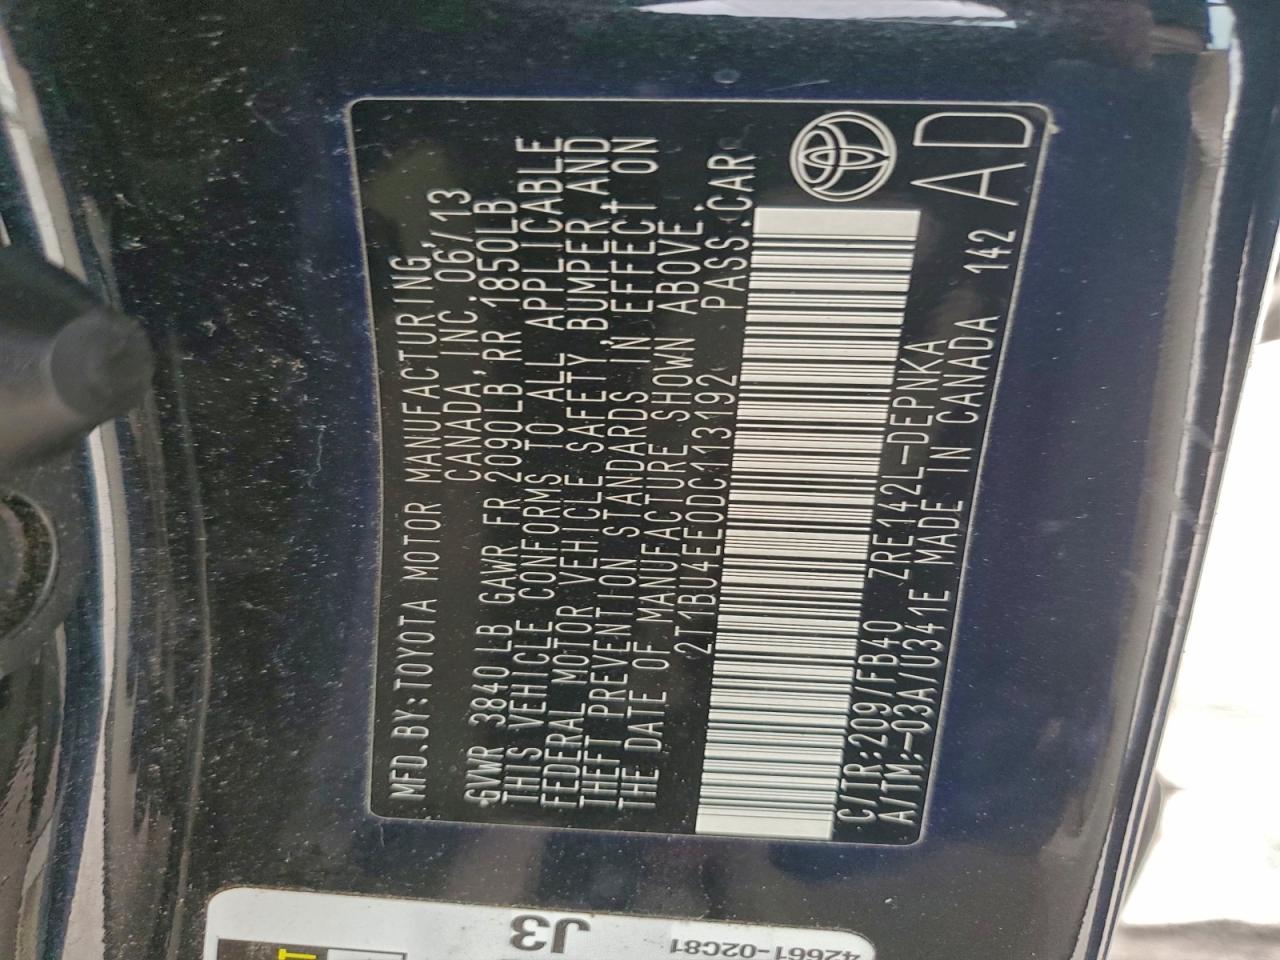 MFD.BY:TOYOTA MOTOR MANUFACTURING,
CANADA,INC. 06/13
GVWR 3840LB GAWR FR 2090LB RR 1850LB
THIS VEHICLE CONFORMS TO ALL APPLICABLE
FEDERAL MOTOR VEHICLE SAFETY,BUMPER,AND
THEFT PREVENTION STANDARDS IN EFFECT ON
THE DATE OF MANUFACTURE SHOWN ABOVE.
2T1BU4EE0DC113192 PASS.CAR
C/TR:209/FB40 ZRE142L-DEPNKA
A/TM:-03A/U341E MADE IN CANADA 142
AD
J3
42661-02C81